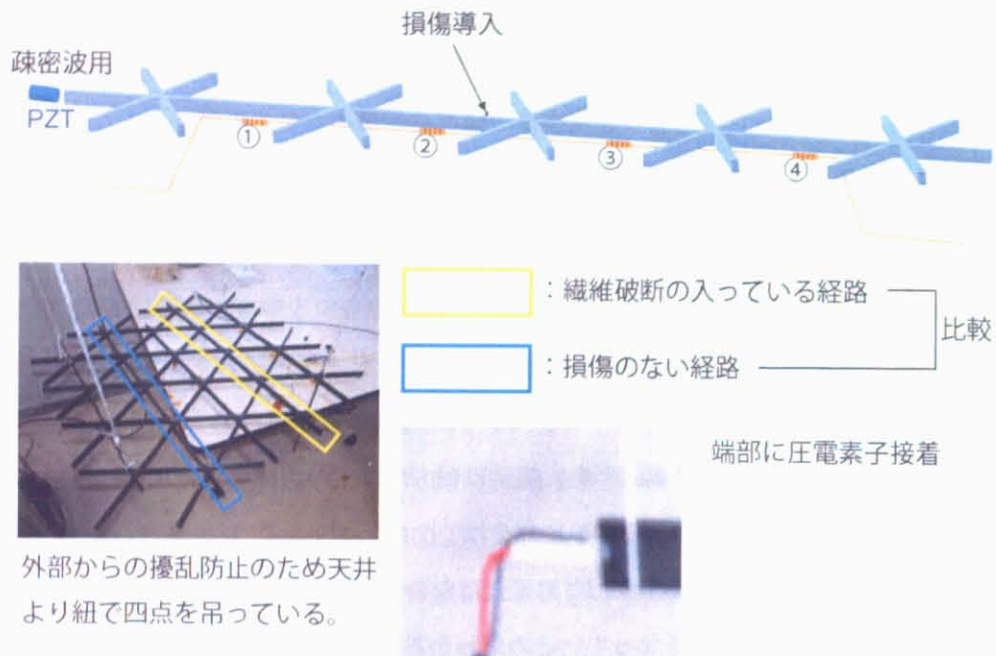 損傷導入
疎密波用
PZT
①
②
③
④
：繊維破断の入っている経路
：損傷のない経路
比較
端部に圧電素子接着
外部からの擾乱防止のため天井
より紐で四点を吊っている。